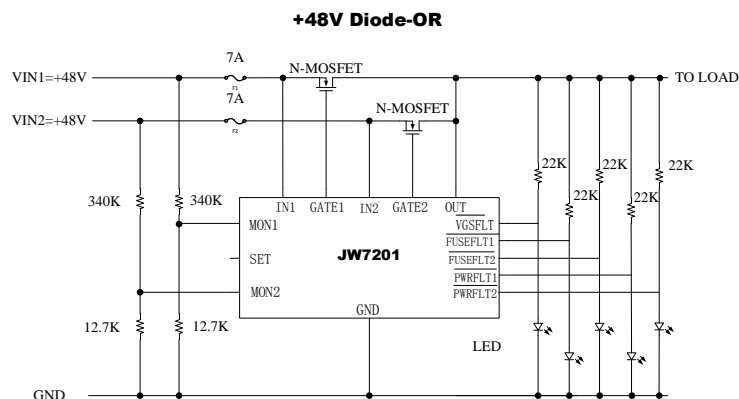 +48V Diode-OR
7A
N-MOSFET
VIN1=+48V
TO LOAD
F1
7A
N-MOSFET
VIN2=+48V
F2
22K
22K
22K
22K
22K
340K
340K
IN1
GATE1
IN2
GATE2
OUT
MON1
VGSFLT
FUSEFLT1
SET
JW7201
FUSEFLT2
PWRFLT1
MON2
PWRFLT2
GND
12.7K
12.7K
LED
GND